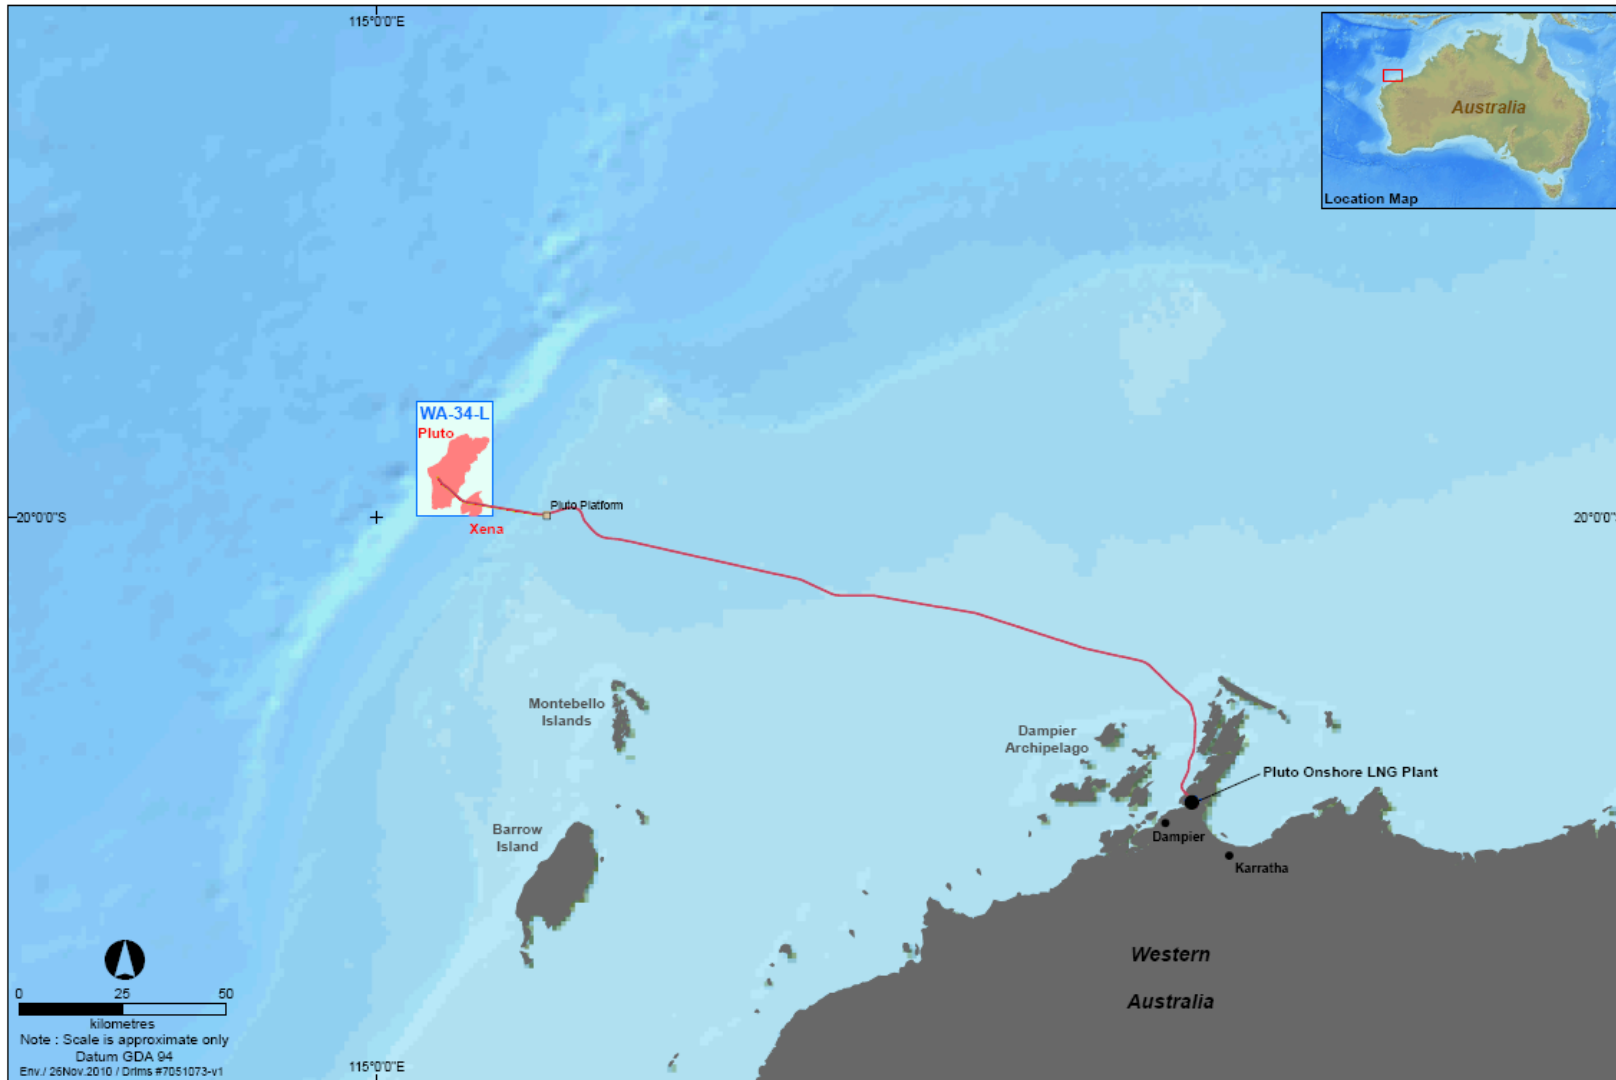 115°0'0"E
Australia
Location Map
WA-34-L
Pluto
Pluto Platform
20°0'0"S
20°0'0"S
Xena
Montebello
Islands
Dampier
Archipelago
Pluto Onshore LNG Plant
Barrow
Island
Dampier
Karratha
Western
Australia
0 25 50
kilometres
Note : Scale is approximate only
Datum GDA 94
Env./ 26Nov.2010 / Drims #7051073-v1
115°0'0"E